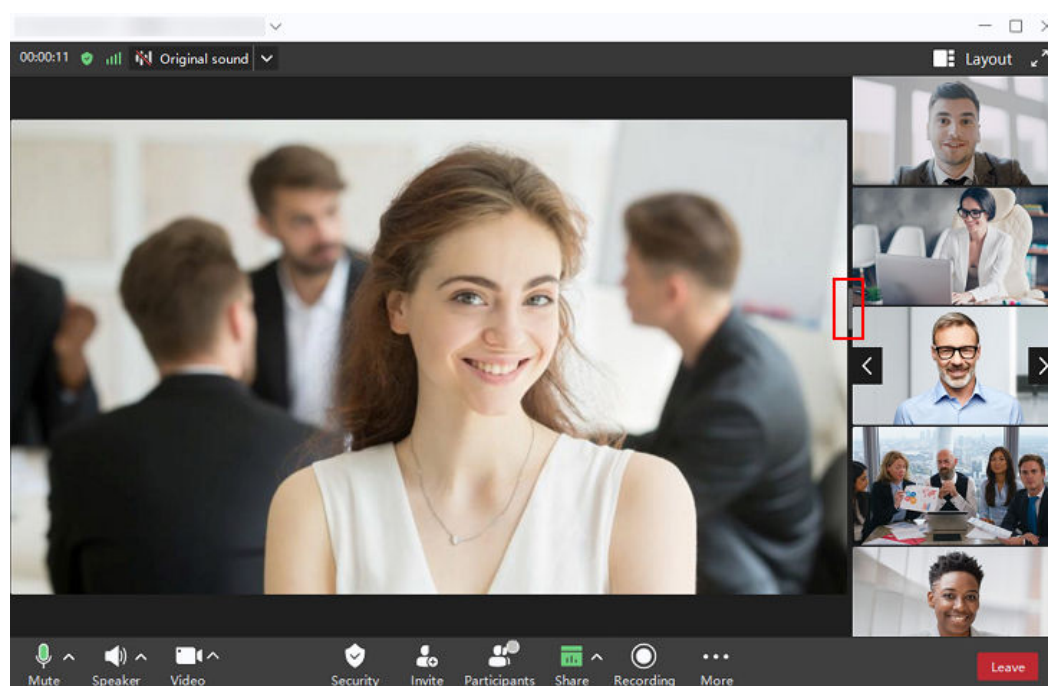 00:00:11 Original sound
Layout
Mute Speaker Video Security Invite Participants Share Recording More
Leave